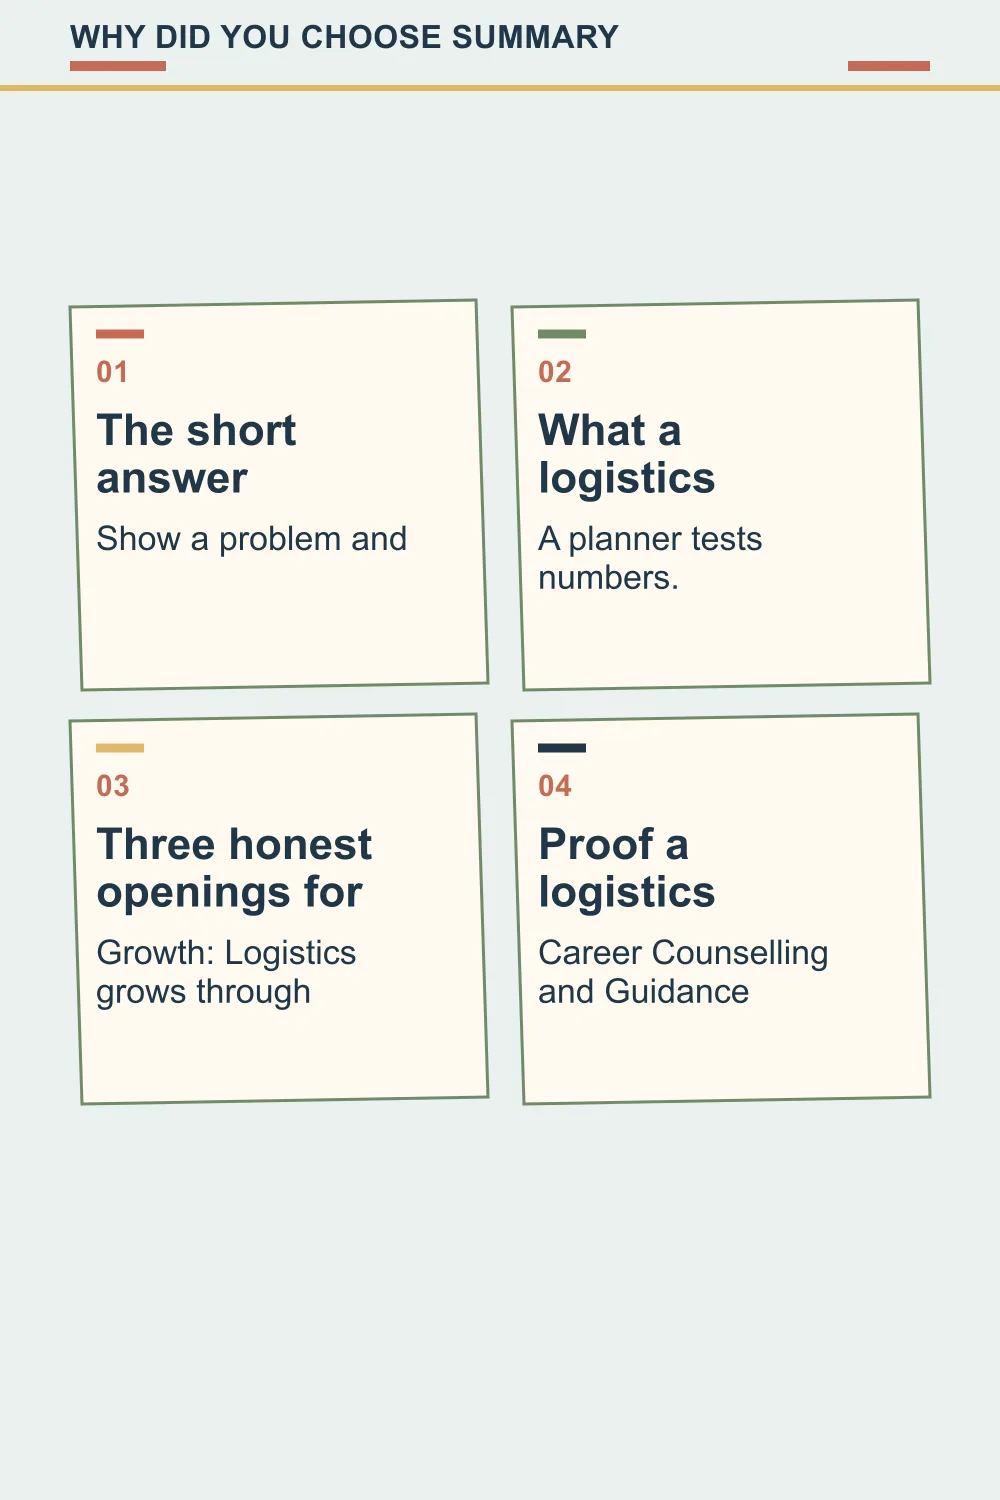 WHY DID YOU CHOOSE SUMMARY
01
The short
answer
Show a problem and
02
What a
logistics
A planner tests
numbers.
03
Three honest
openings for
Growth: Logistics
grows through
04
Proof a
logistics
Career Counselling
and Guidance